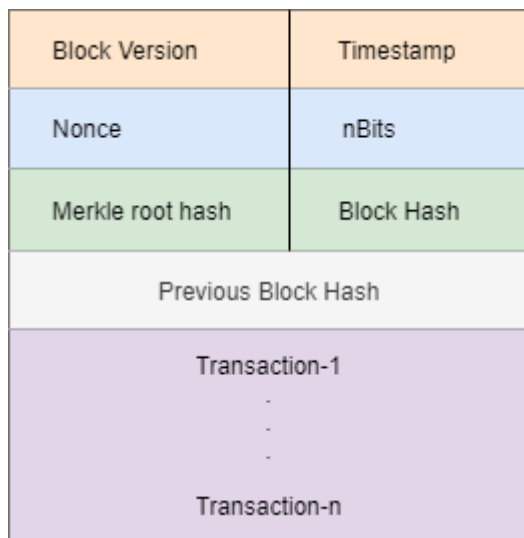 Block Version Timestamp
Nonce nBits
Merkle root hash Block Hash
Previous Block Hash
Transaction-1
.
.
.
Transaction-n